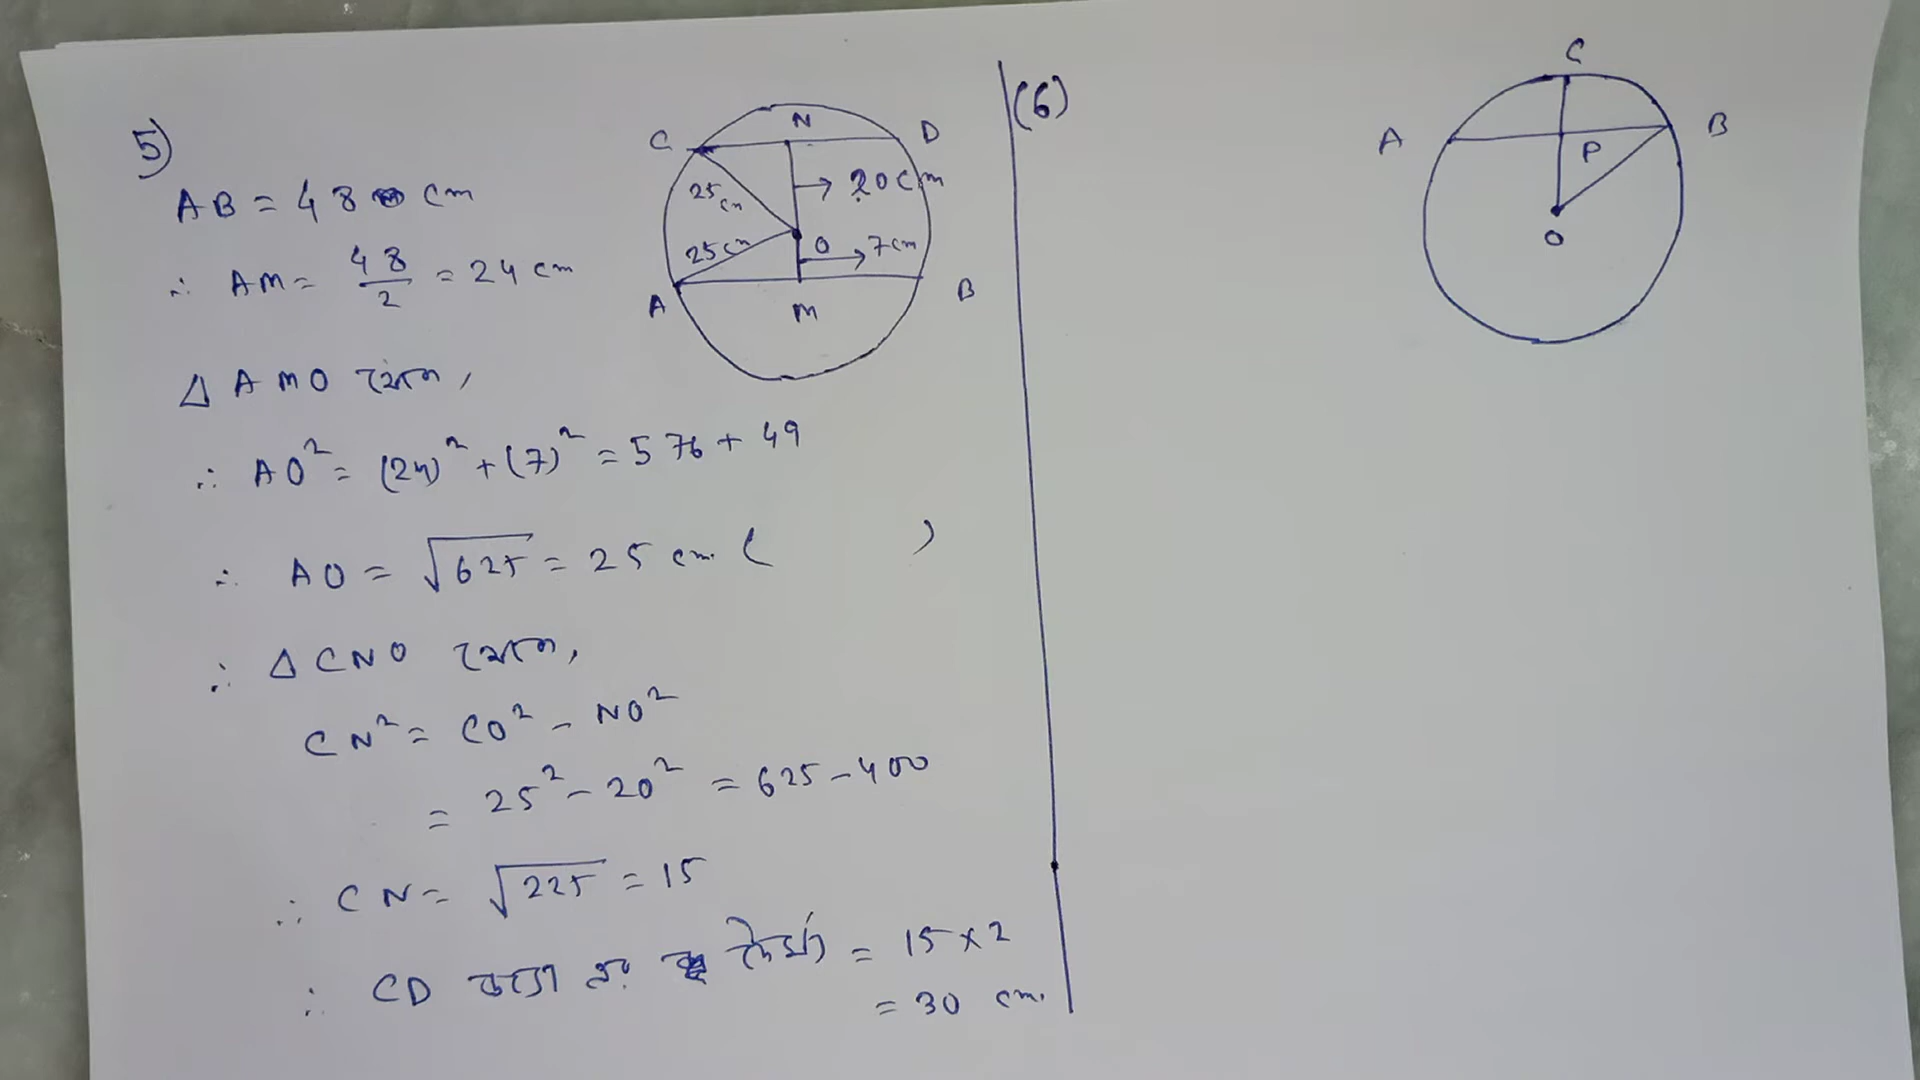 5)
AB = 48 cm
∴ AM = 48/2 = 24 cm
△ AMO থেকে,
∴ AO² = (24)² + (7)² = 576 + 49
∴ AO = √625 = 25 cm. ( )
∴ △ CNO থেকে,
CN² = CO² - NO²
= 25² - 20² = 625 - 400
∴ CN = √225 = 15
∴ CD জ্যা এর দৈর্ঘ্য = 15 × 2
= 30 cm.
C N D
25 cm → 20 cm
25 cm O → 7 cm
A M B
(6)
C
A P B
O